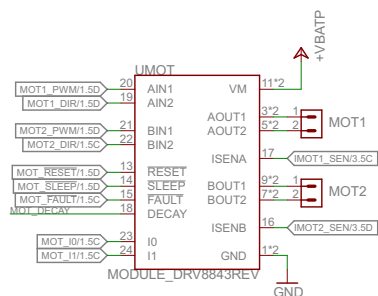 +VBATP
UMOT
MOT1_PWM/1.5D 20 AIN1 VM 11*2
MOT1_DIR/1.5D 19 AIN2
AOUT1 3*2 1 MOT1
AOUT2 5*2 2
MOT2_PWM/1.5D 21 BIN1
MOT2_DIR/1.5C 22 BIN2
ISENA 17 IMOT1_SEN/3.5C
MOT_RESET/1.5D 13 RESET
MOT_SLEEP/1.5D 14 SLEEP BOUT1 9*2 1 MOT2
MOT_FAULT/1.5C 15 FAULT BOUT2 7*2 2
MOT_DECAY 18 DECAY
ISENB 16 IMOT2_SEN/3.5D
MOT_I0/1.5C 23 I0
MOT_I1/1.5C 24 I1 GND 1*2
MODULE_DRV8843REV
GND